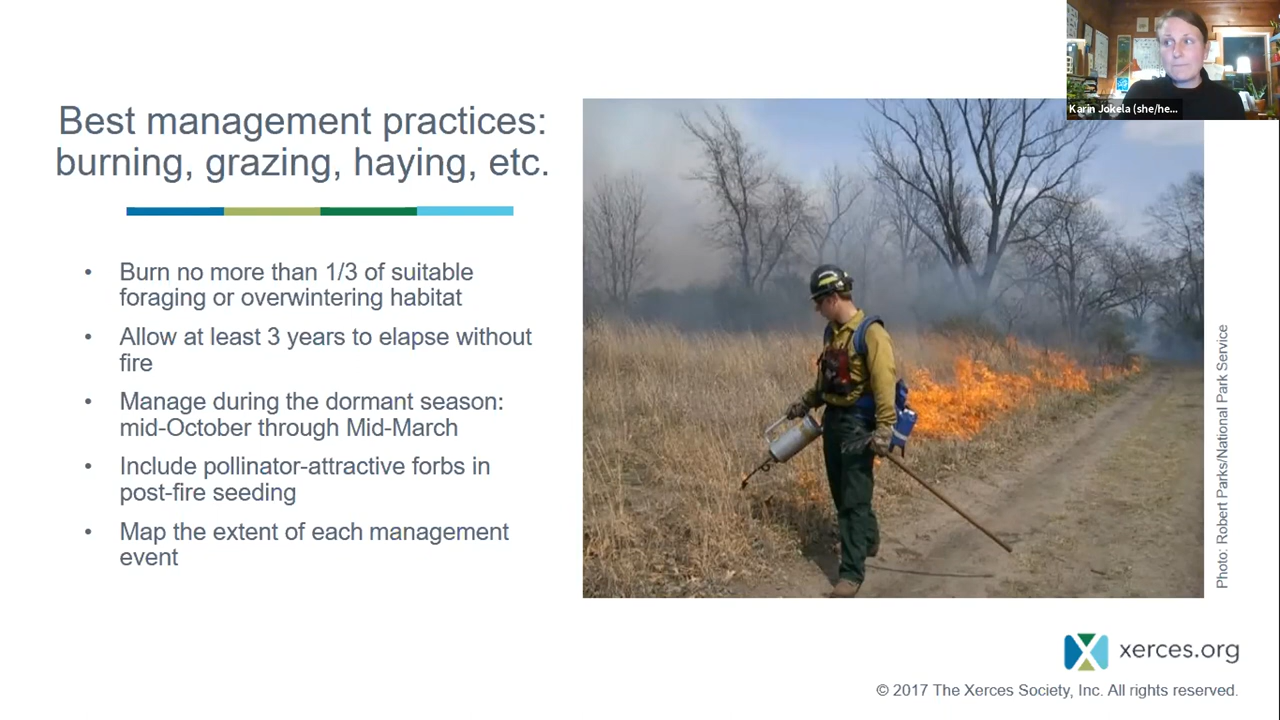 Karin Jokela (she/he...
Best management practices:
burning, grazing, haying, etc.
• Burn no more than 1/3 of suitable
foraging or overwintering habitat
• Allow at least 3 years to elapse without
fire
• Manage during the dormant season:
mid-October through Mid-March
• Include pollinator-attractive forbs in
post-fire seeding
• Map the extent of each management
event
Photo: Robert Parks/National Park Service
xerces.org
© 2017 The Xerces Society, Inc. All rights reserved.